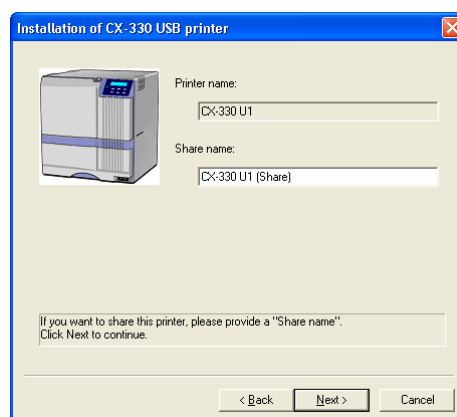 Installation of CX-330 USB printer
Printer name:
CX-330 U1
Share name:
CX-330 U1 (Share)
If you want to share this printer, please provide a "Share name".
Click Next to continue.
< Back
Next >
Cancel